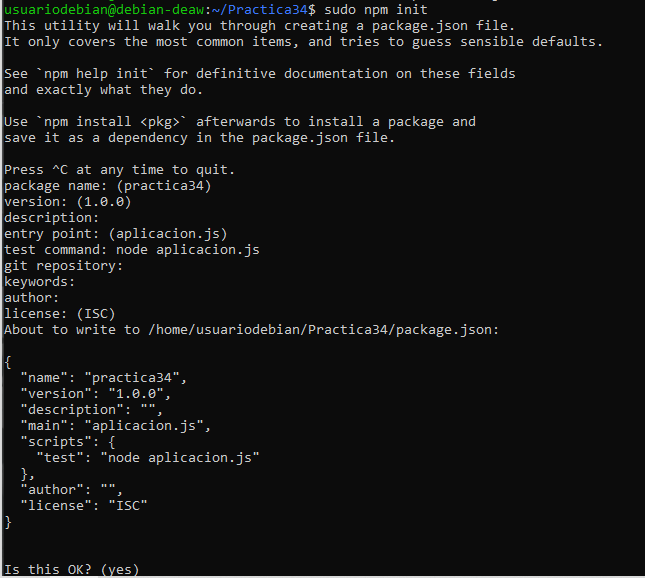 usuariodebian@debian-deaw:~/Practica34$ sudo npm init
This utility will walk you through creating a package.json file.
It only covers the most common items, and tries to guess sensible defaults.
See `npm help init` for definitive documentation on these fields
and exactly what they do.
Use `npm install <pkg>` afterwards to install a package and
save it as a dependency in the package.json file.
Press ^C at any time to quit.
package name: (practica34)
version: (1.0.0)
description:
entry point: (aplicacion.js)
test command: node aplicacion.js
git repository:
keywords:
author:
license: (ISC)
About to write to /home/usuariodebian/Practica34/package.json:
{
  "name": "practica34",
  "version": "1.0.0",
  "description": "",
  "main": "aplicacion.js",
  "scripts": {
    "test": "node aplicacion.js"
  },
  "author": "",
  "license": "ISC"
}
Is this OK? (yes)